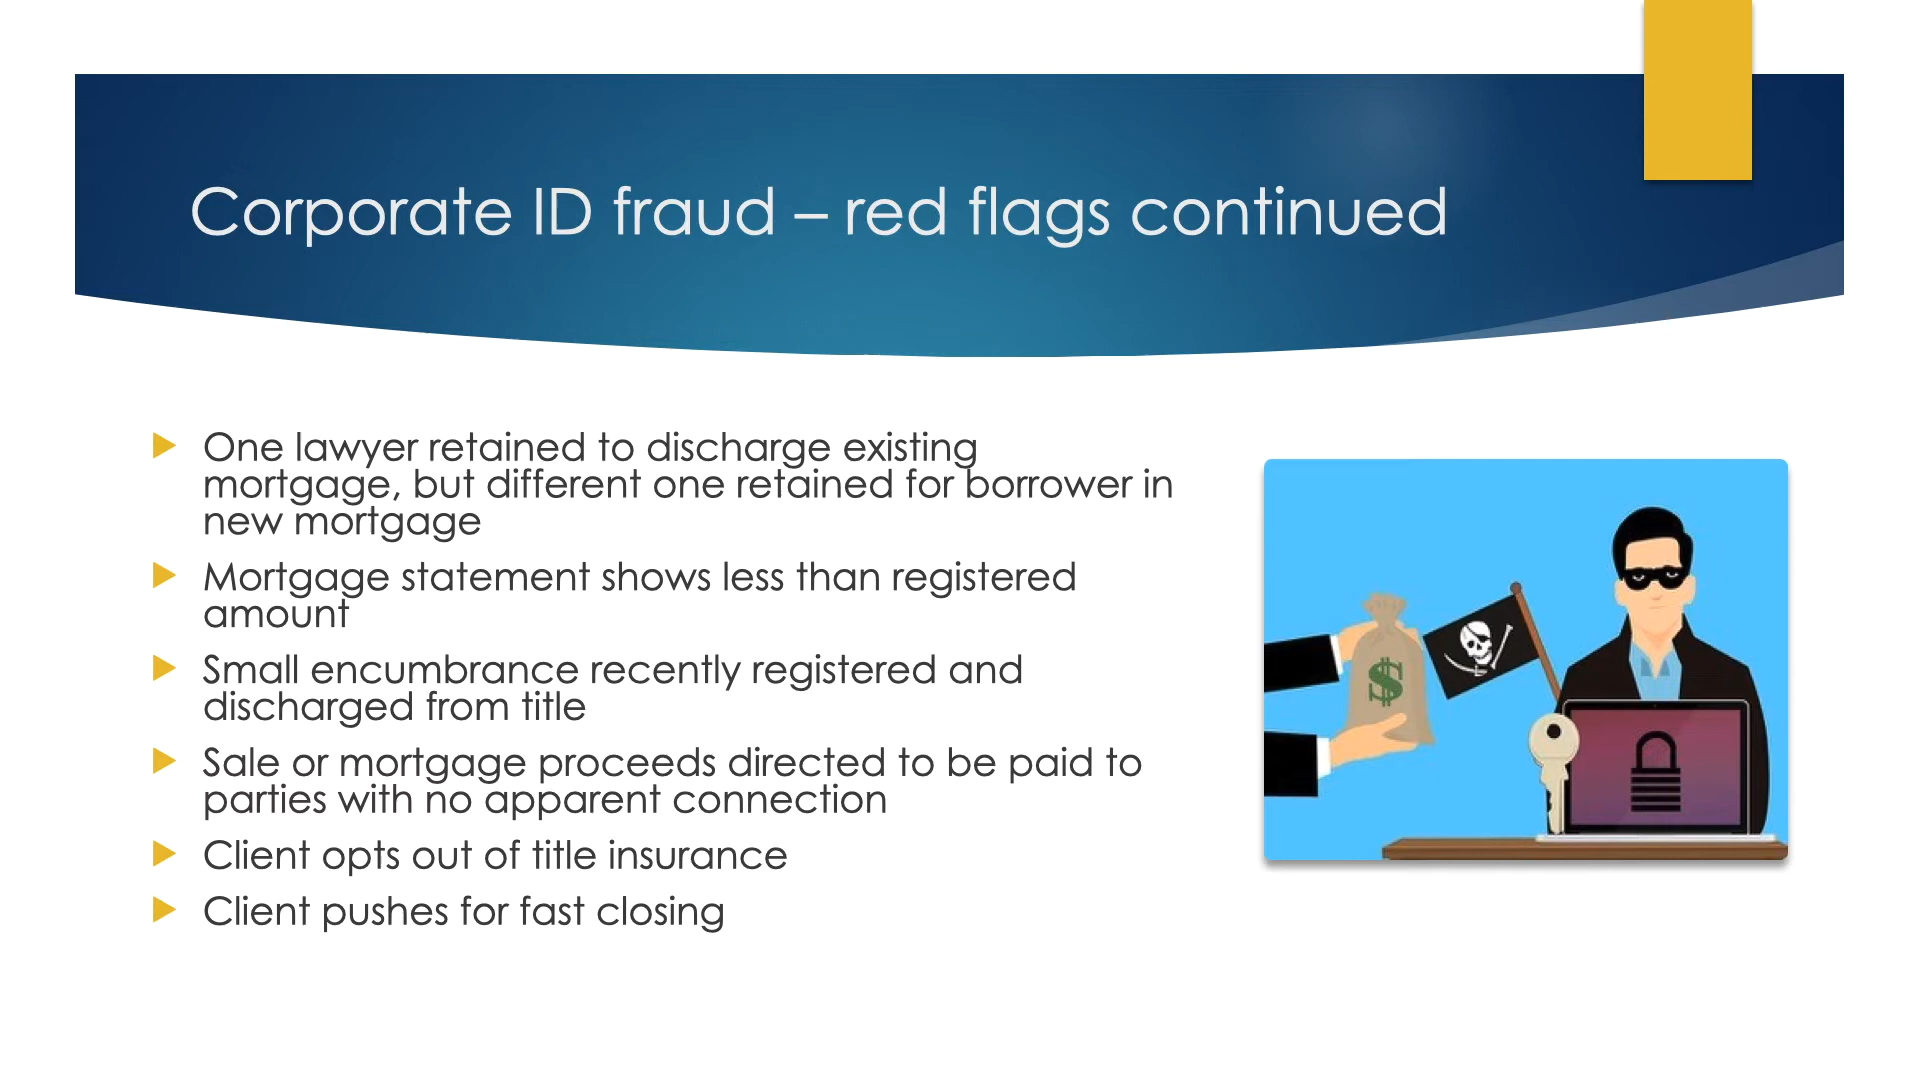 Corporate ID fraud – red flags continued
One lawyer retained to discharge existing
mortgage, but different one retained for borrower in
new mortgage
Mortgage statement shows less than registered
amount
Small encumbrance recently registered and
discharged from title
Sale or mortgage proceeds directed to be paid to
parties with no apparent connection
Client opts out of title insurance
Client pushes for fast closing
$